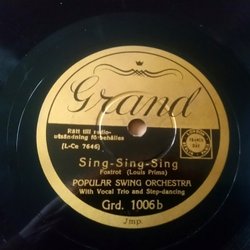 Grand
Rätt till radio-
utsändning förbehålles
(L-Ce 7646)
Sing-Sing-Sing
Foxtrot (Louis Prima)
POPULAR SWING ORCHESTRA
With Vocal Trio and Step-dancing
Grd. 1006b
Jmp.